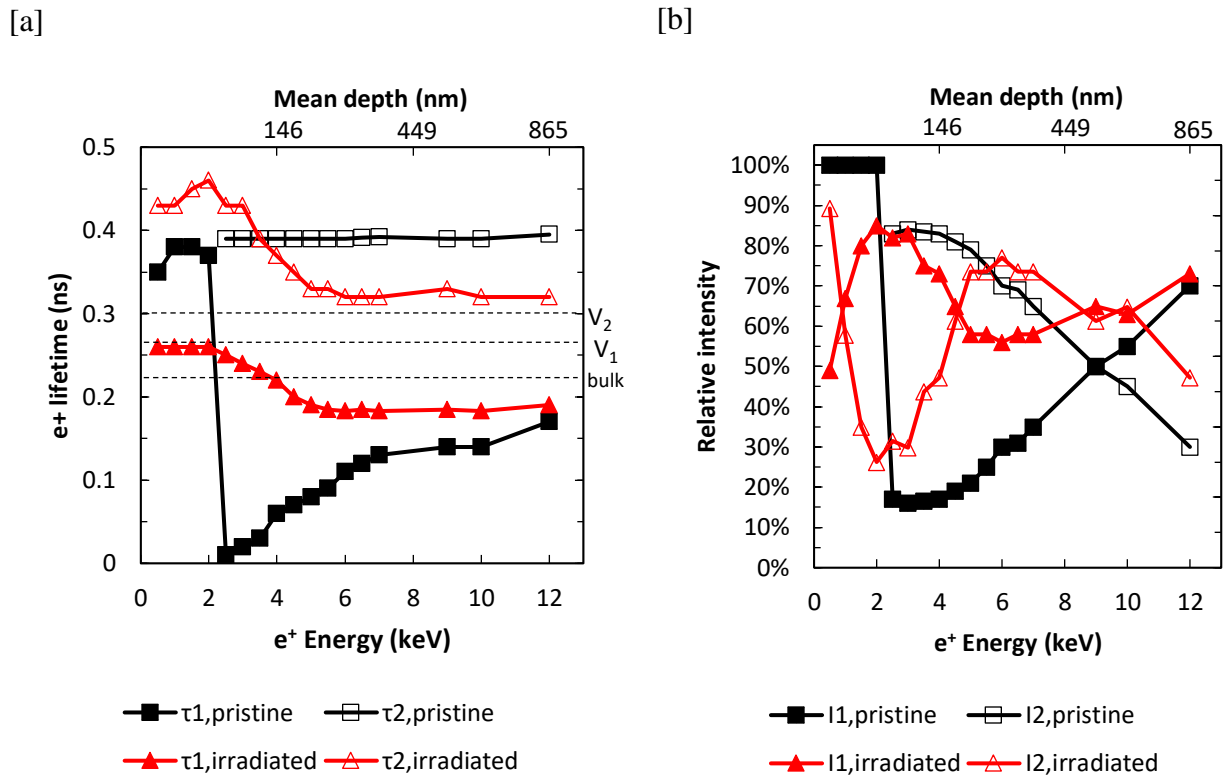 [a]
[b]
Mean depth (nm)
146 449 865
0.5
0.4
0.3
0.2
0.1
0
e+ lifetime (ns)
V2
V1
bulk
0 2 4 6 8 10 12
e+ Energy (keV)
τ1,pristine τ2,pristine
τ1,irradiated τ2,irradiated
Mean depth (nm)
146 449 865
100%
90%
80%
70%
60%
50%
40%
30%
20%
10%
0%
Relative intensity
0 2 4 6 8 10 12
e+ Energy (keV)
I1,pristine I2,pristine
I1,irradiated I2,irradiated